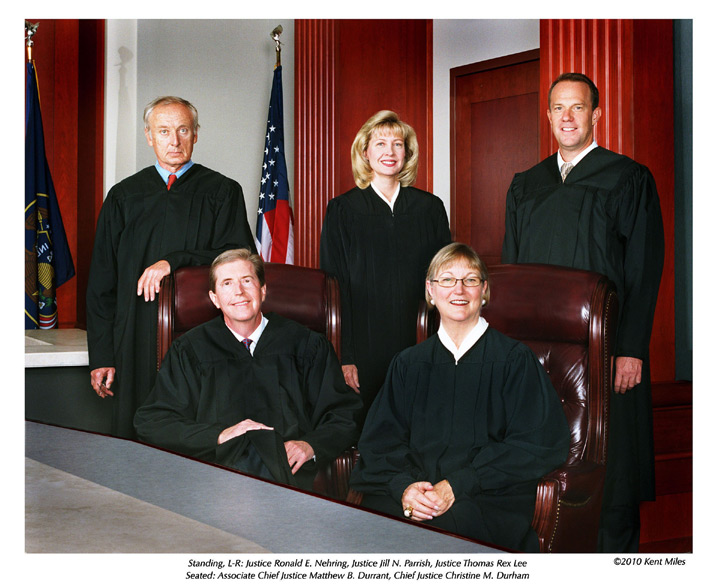 Standing, L-R: Justice Ronald E. Nehring, Justice Jill N. Parrish, Justice Thomas Rex Lee
Seated: Associate Chief Justice Matthew B. Durrant, Chief Justice Christine M. Durham
©2010 Kent Miles